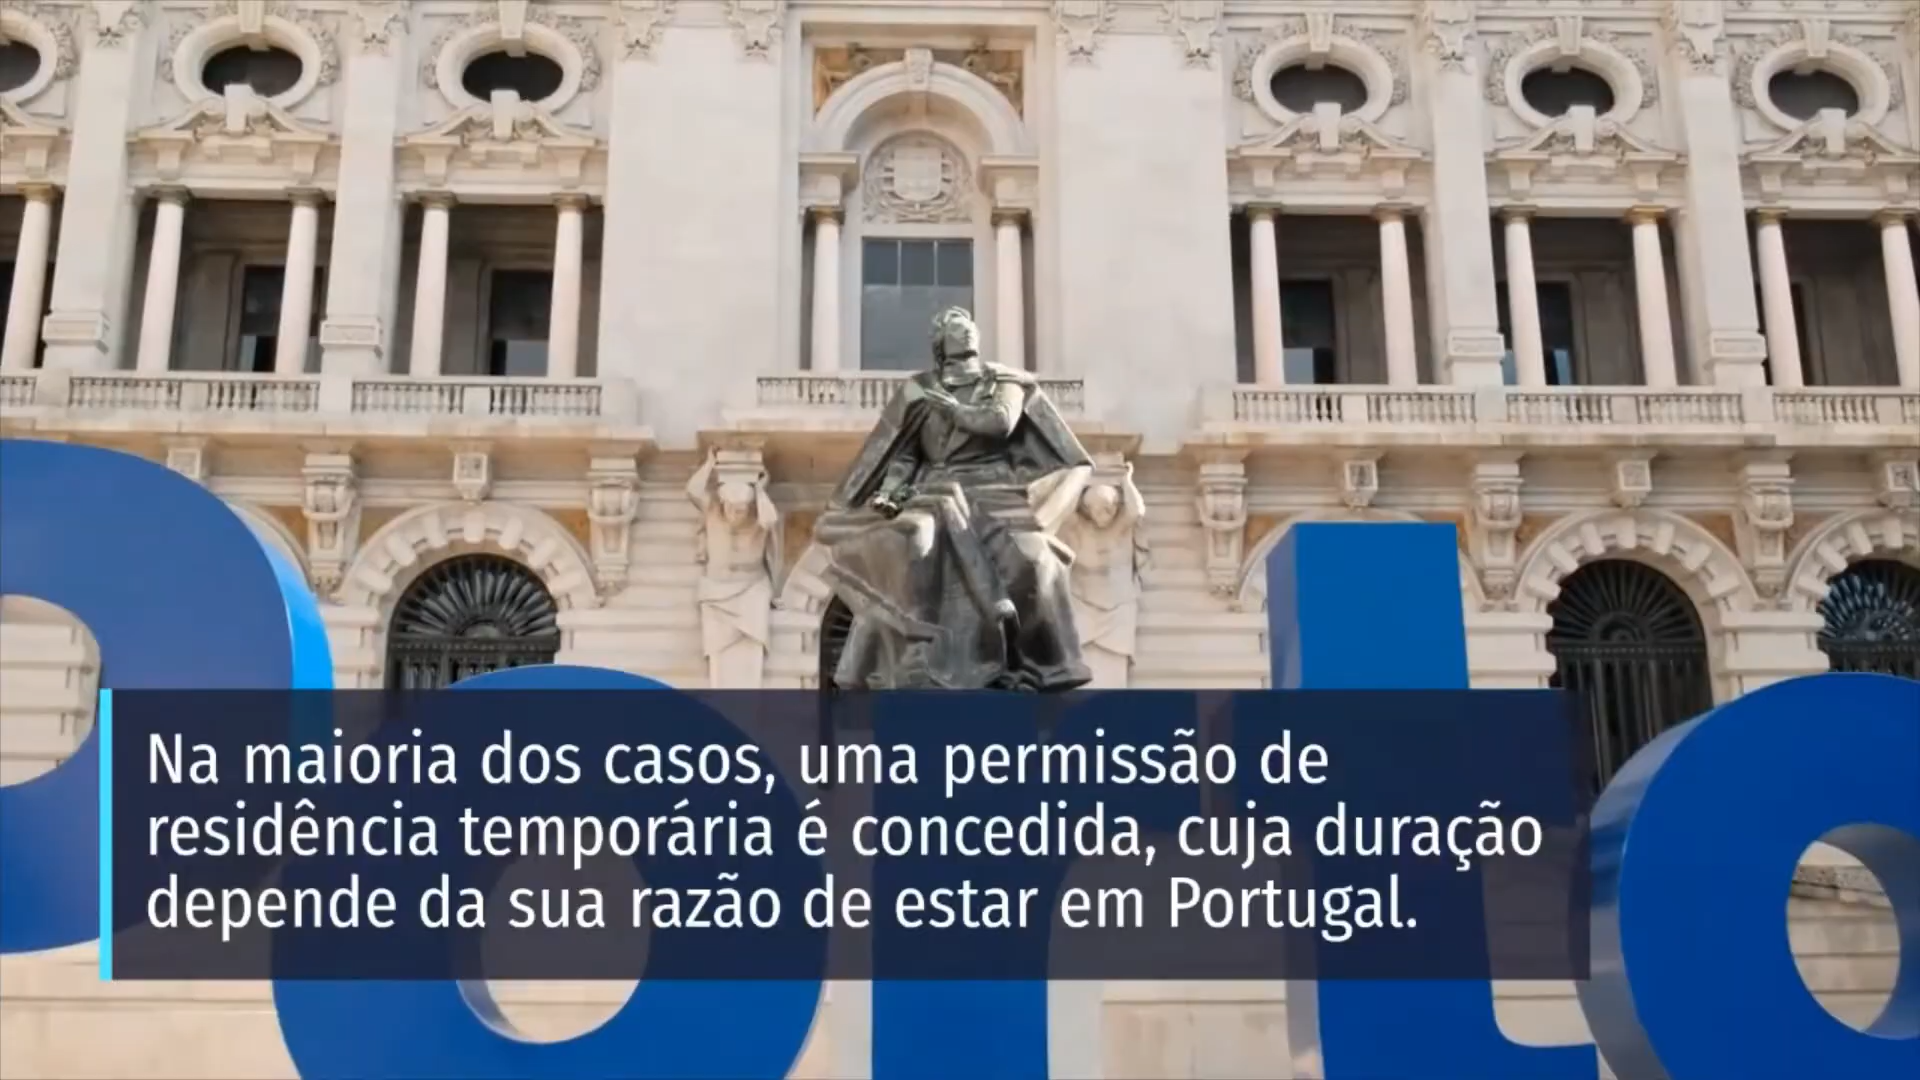 Porto
Na maioria dos casos, uma permissão de
residência temporária é concedida, cuja duração
depende da sua razão de estar em Portugal.